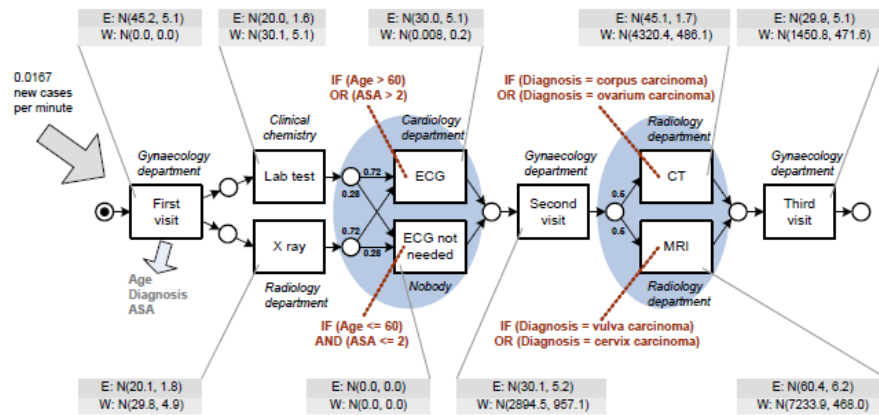 E: N(45.2, 5.1)
W: N(0.0, 0.0)
E: N(20.0, 1.6)
W: N(30.1, 5.1)
E: N(30.0, 5.1)
W: N(0.008, 0.2)
E: N(45.1, 1.7)
W: N(4320.4, 486.1)
E: N(29.9, 5.1)
W: N(1450.8, 471.6)
0.0167
new cases
per minute
IF (Age > 60)
OR (ASA > 2)
IF (Diagnosis = corpus carcinoma)
OR (Diagnosis = ovarium carcinoma)
Clinical
chemistry
Cardiology
department
Radiology
department
Gynaecology
department
Lab test
0.72
0.28
ECG
Gynaecology
department
CT
Gynaecology
department
First
visit
Second
visit
0.5
0.5
Third
visit
X ray
0.72
0.28
ECG not
needed
MRI
Age
Diagnosis
ASA
Radiology
department
Nobody
Radiology
department
IF (Age <= 60)
AND (ASA <= 2)
IF (Diagnosis = vulva carcinoma)
OR (Diagnosis = cervix carcinoma)
E: N(20.1, 1.8)
W: N(29.8, 4.9)
E: N(0.0, 0.0)
W: N(0.0, 0.0)
E: N(30.1, 5.2)
W: N(2894.5, 957.1)
E: N(60.4, 6.2)
W: N(7233.9, 468.0)